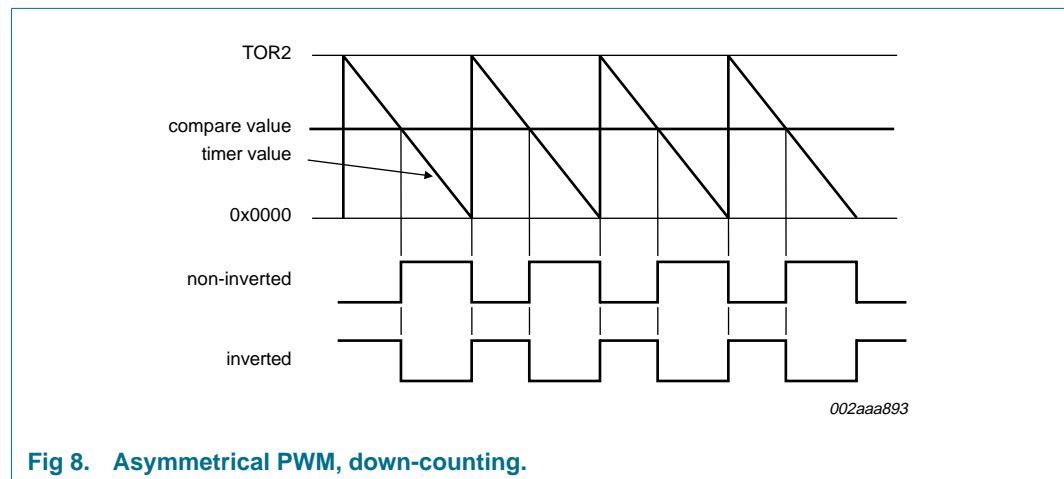 TOR2
compare value
timer value
0x0000
non-inverted
inverted
002aaa893
Fig 8. Asymmetrical PWM, down-counting.